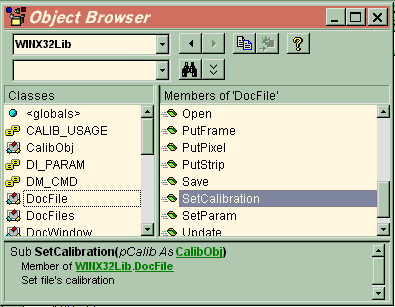 Object Browser
WINX32Lib
Classes
Members of 'DocFile'
<globals>
CALIB_USAGE
CalibObj
DI_PARAM
DM_CMD
DocFile
DocFiles
DocWindow
Open
PutFrame
PutPixel
PutStrip
Save
SetCalibration
SetParam
Update
Sub SetCalibration(pCalib As CalibObj)
Member of WINX32Lib.DocFile
Set file's calibration